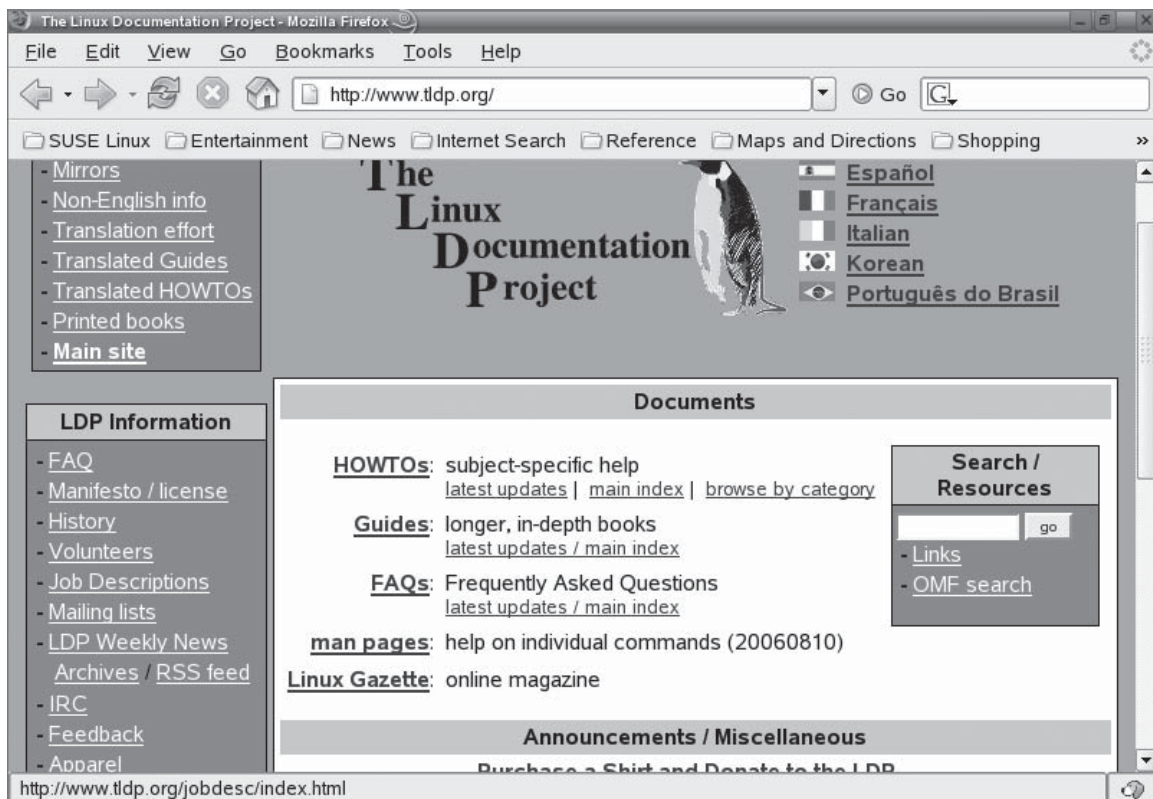 The Linux Documentation Project - Mozilla Firefox
File Edit View Go Bookmarks Tools Help
http://www.tldp.org/ Go G
SUSE Linux Entertainment News Internet Search Reference Maps and Directions Shopping »
- Mirrors
- Non-English info
- Translation effort
- Translated Guides
- Translated HOWTOs
- Printed books
- Main site
The
Linux
Documentation
Project
Español
Français
Italian
Korean
Português do Brasil
LDP Information
- FAQ
- Manifesto / license
- History
- Volunteers
- Job Descriptions
- Mailing lists
- LDP Weekly News
Archives / RSS feed
- IRC
- Feedback
- Apparel
Documents
HOWTOs: subject-specific help
latest updates | main index | browse by category
Guides: longer, in-depth books
latest updates / main index
FAQs: Frequently Asked Questions
latest updates / main index
man pages: help on individual commands (20060810)
Linux Gazette: online magazine
Search /
Resources
go
- Links
- OMF search
Announcements / Miscellaneous
Purchase a Shirt and Donate to the LDP
http://www.tldp.org/jobdesc/index.html